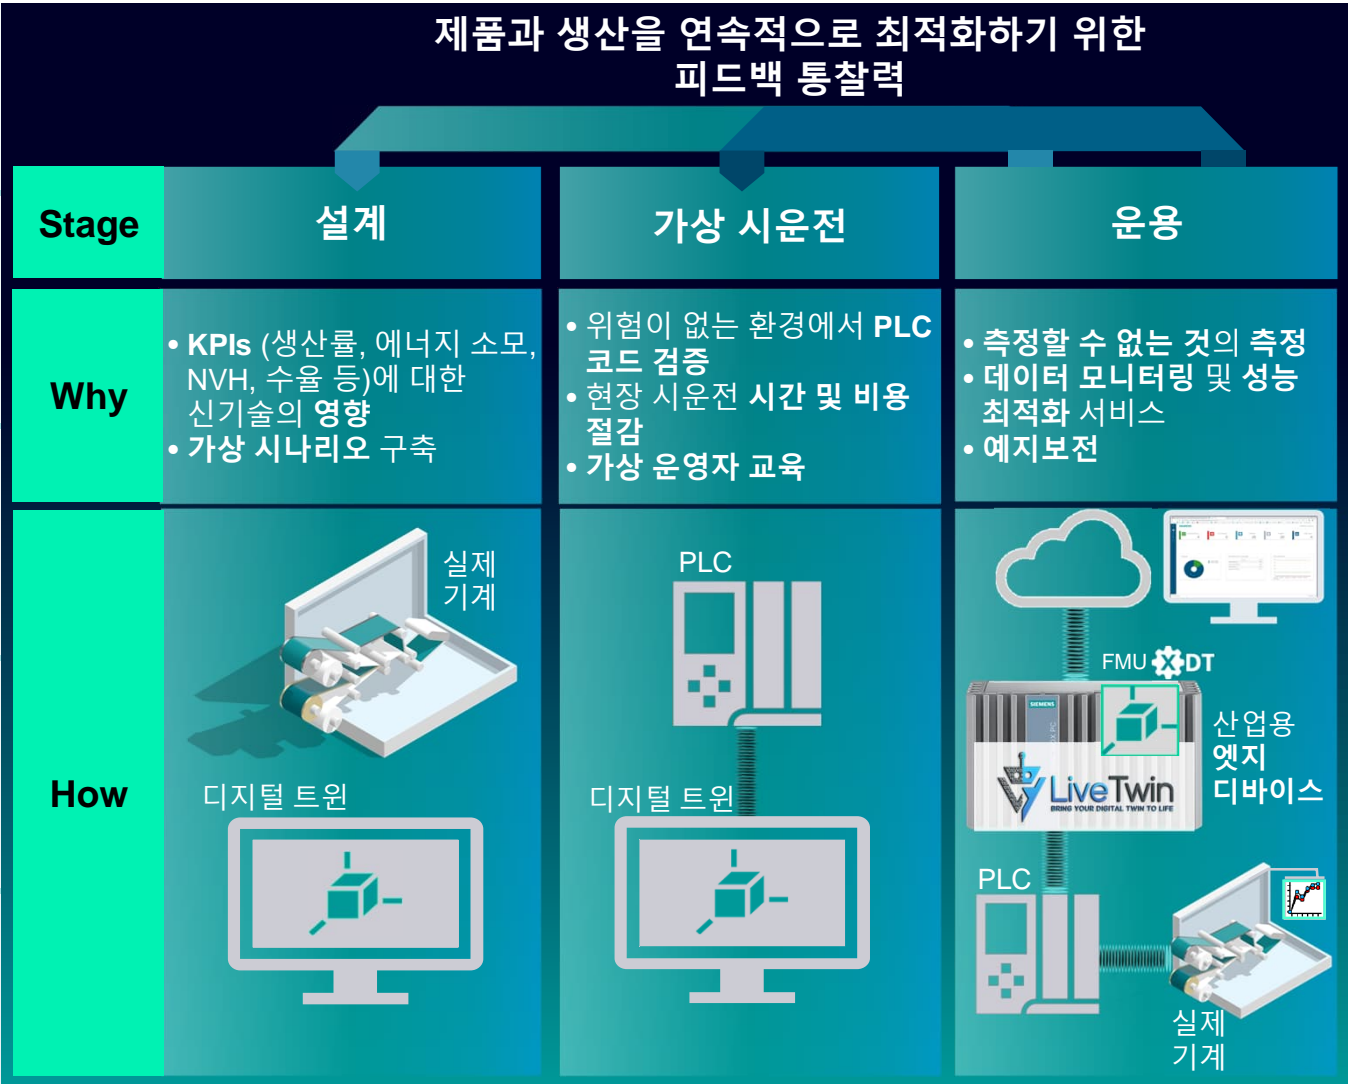 제품과 생산을 연속적으로 최적화하기 위한
피드백 통찰력
Stage
설계
가상 시운전
운용
Why
• KPIs (생산률, 에너지 소모,
NVH, 수율 등)에 대한
신기술의 영향
• 가상 시나리오 구축
• 위험이 없는 환경에서 PLC
코드 검증
• 현장 시운전 시간 및 비용
절감
• 가상 운영자 교육
• 측정할 수 없는 것의 측정
• 데이터 모니터링 및 성능
최적화 서비스
• 예지보전
How
실제
기계
디지털 트윈
PLC
디지털 트윈
FMU XDT
SIEMENS
산업용
엣지
디바이스
LiveTwin
BRING YOUR DIGITAL TWIN TO LIFE
PLC
실제
기계